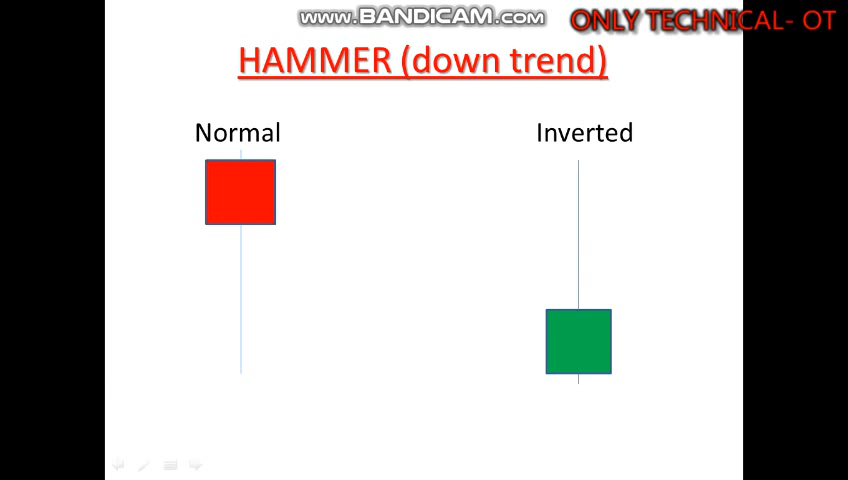 www.BANDICAM.com
ONLY TECHNICAL- OT
HAMMER (down trend)
Normal
Inverted